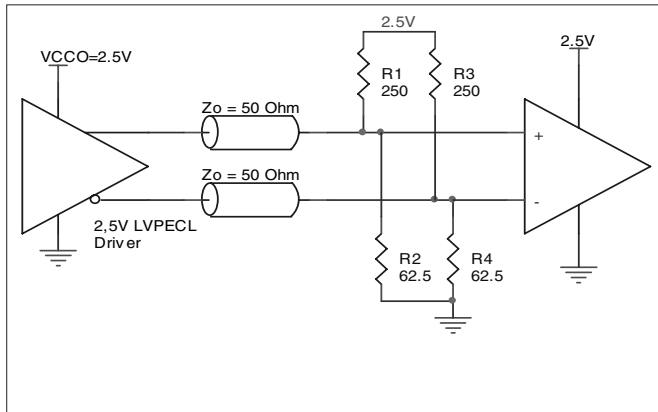 2.5V
VCCO=2.5V
2.5V
R1
250
R3
250
Zo = 50 Ohm
+
Zo = 50 Ohm
-
2,5V LVPECL
Driver
R2
62.5
R4
62.5